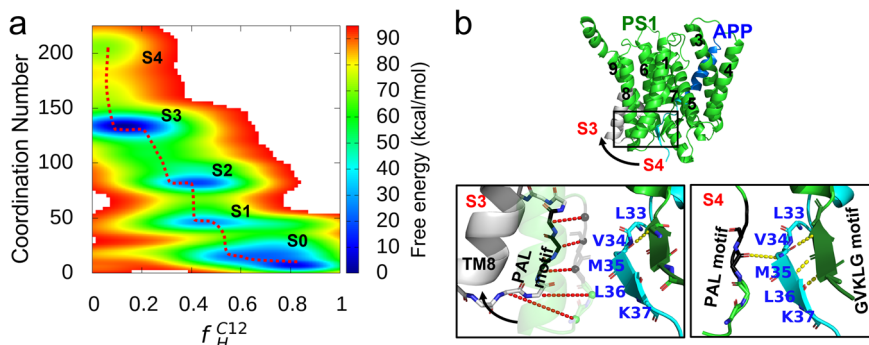 a
Coordination Number
200
150
100
50
0
S4
S3
S2
S1
S0
0
0.2
0.4
0.6
0.8
1
f_H^{C12}
90
80
70
60
50
40
30
20
10
0
Free energy (kcal/mol)
b
PS1
APP
3
6
1
4
9
8
7
5
S3
S4
S3
TM8
PAL
motif
L33
V34
M35
L36
K37
S4
PAL motif
L33
V34
M35
L36
K37
GVKLG motif